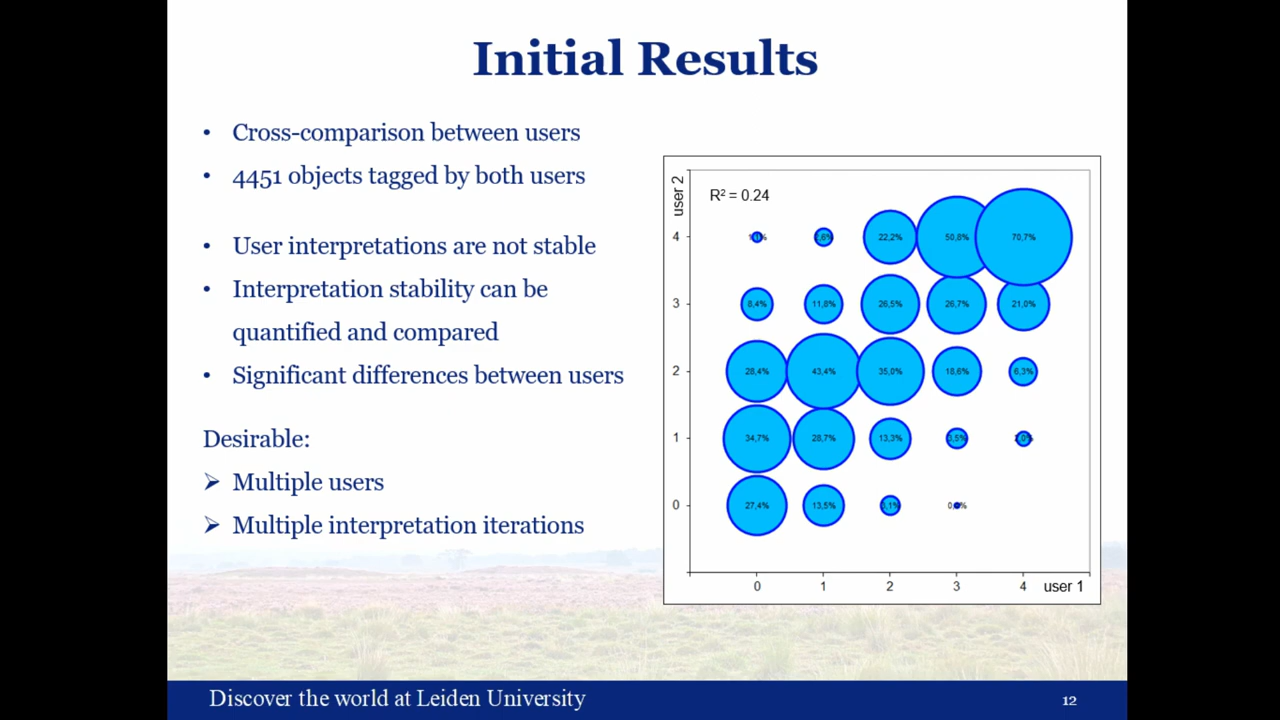 Initial Results
• Cross-comparison between users
• 4451 objects tagged by both users
• User interpretations are not stable
• Interpretation stability can be
quantified and compared
• Significant differences between users
Desirable:
➢ Multiple users
➢ Multiple interpretation iterations
user 2
R² = 0.24
4
22,2% 50,8% 70,7%
3 8,4% 11,8% 26,5% 26,7% 21,0%
2 28,4% 43,4% 35,0% 18,6% 6,3%
1 34,7% 28,7% 13,3%
0 27,4% 13,5%
0 1 2 3 4 user 1
Discover the world at Leiden University
12